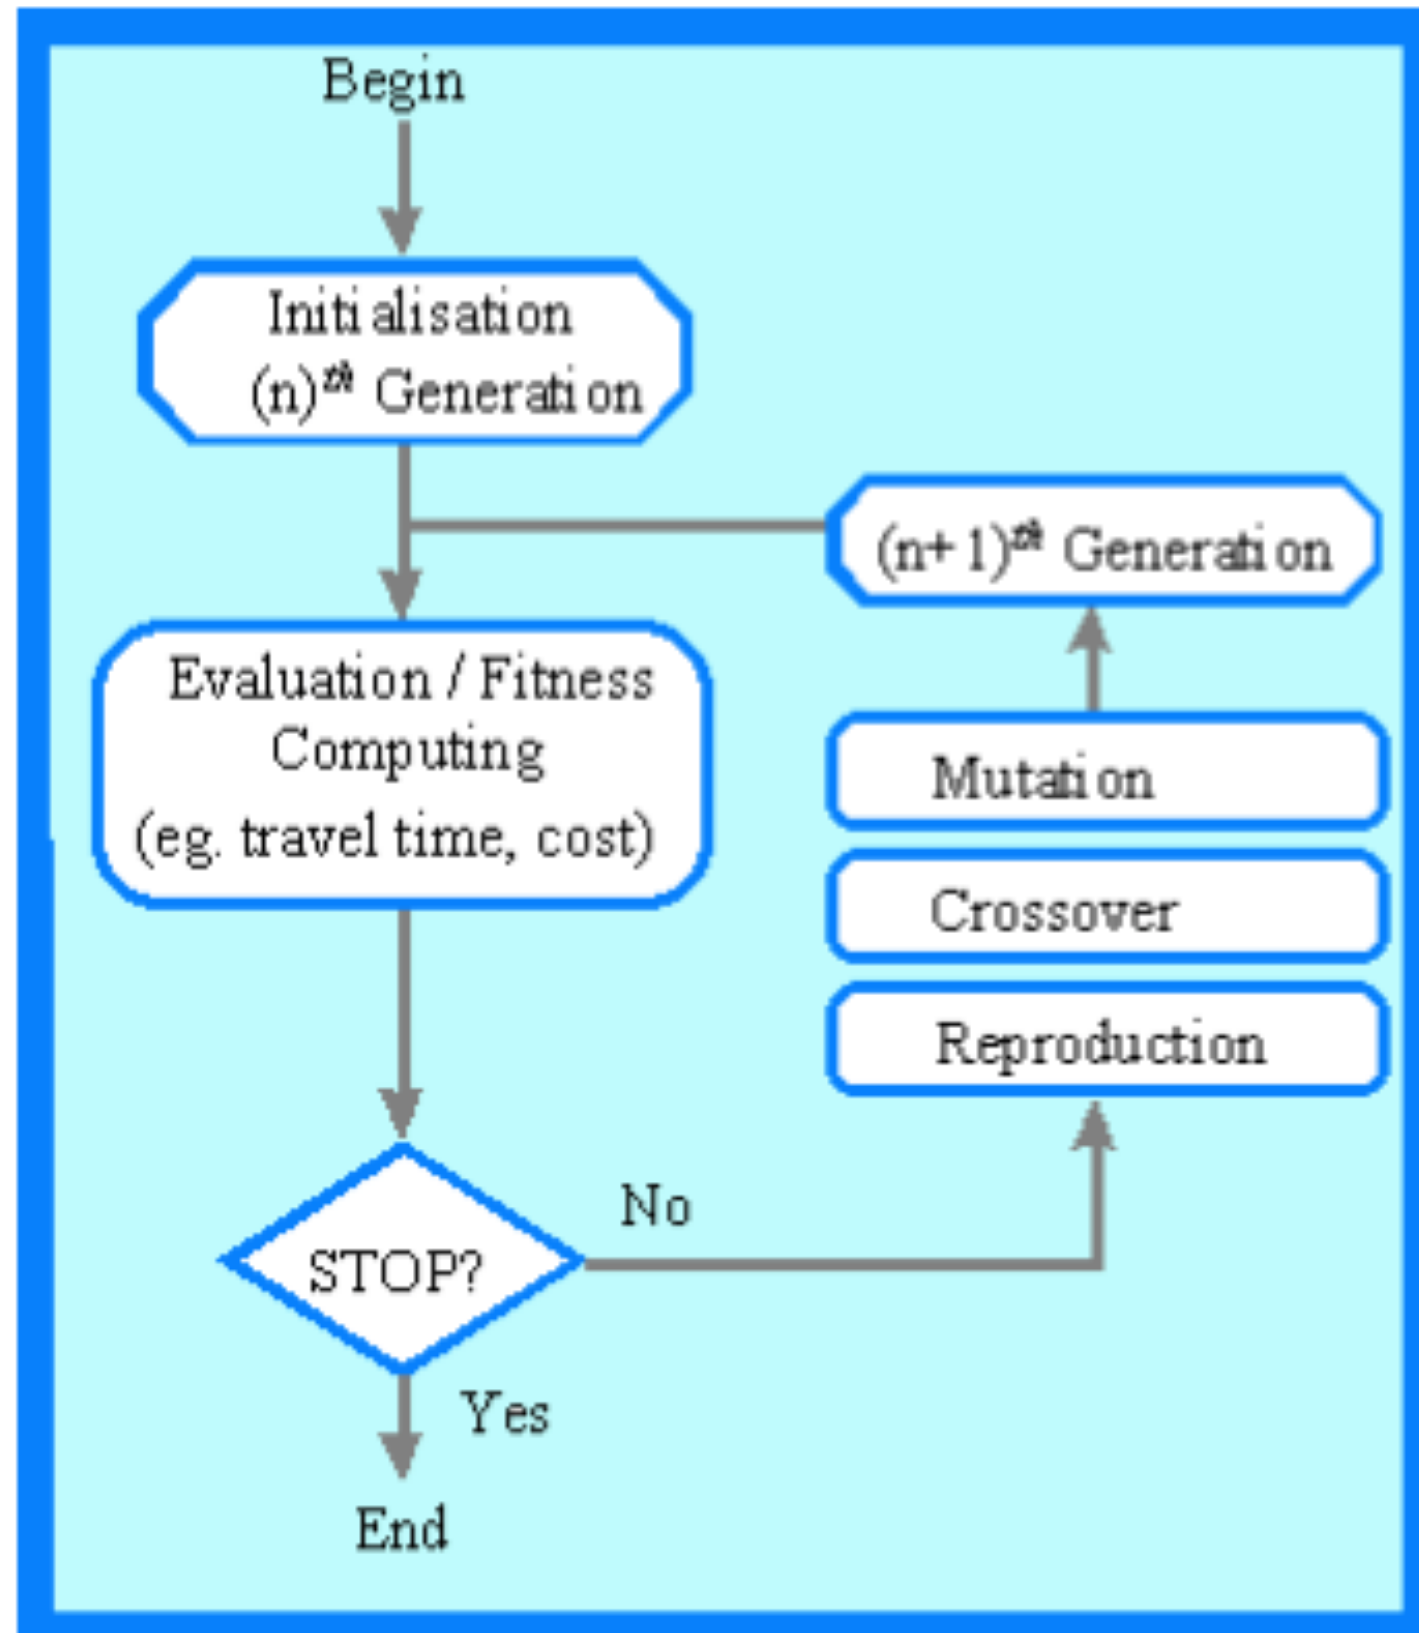 Begin
Initialisation
(n)th Generation
(n+1)th Generation
Evaluation / Fitness
Computing
(eg. travel time, cost)
Mutation
Crossover
Reproduction
No
STOP?
Yes
End